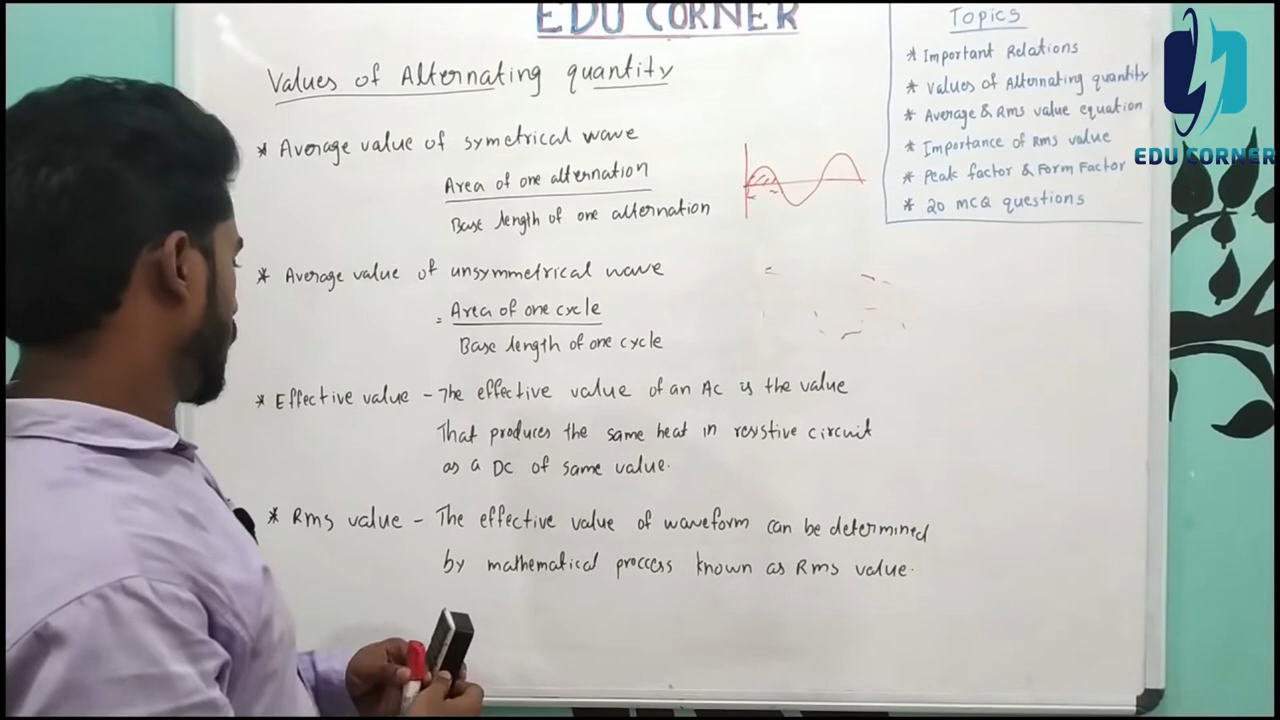 EDU CORNER
Values of Alternating quantity
* Average value of symetrical wave
Area of one alternation
Base length of one alternation
* Average value of unsymmetrical wave
= Area of one cycle
Base length of one cycle
* Effective value - The effective value of an Ac is the value
That produces the same heat in resistive circuit
as a DC of same value.
* Rms value - The effective value of waveform can be determined
by mathematical proccess known as Rms value.
Topics
* Important Relations
* Values of Alternating quantity
* Average & Rms value equation
* Importance of Rms value
* Peak factor & Form Factor
* 20 MCQ questions
EDU CORNER